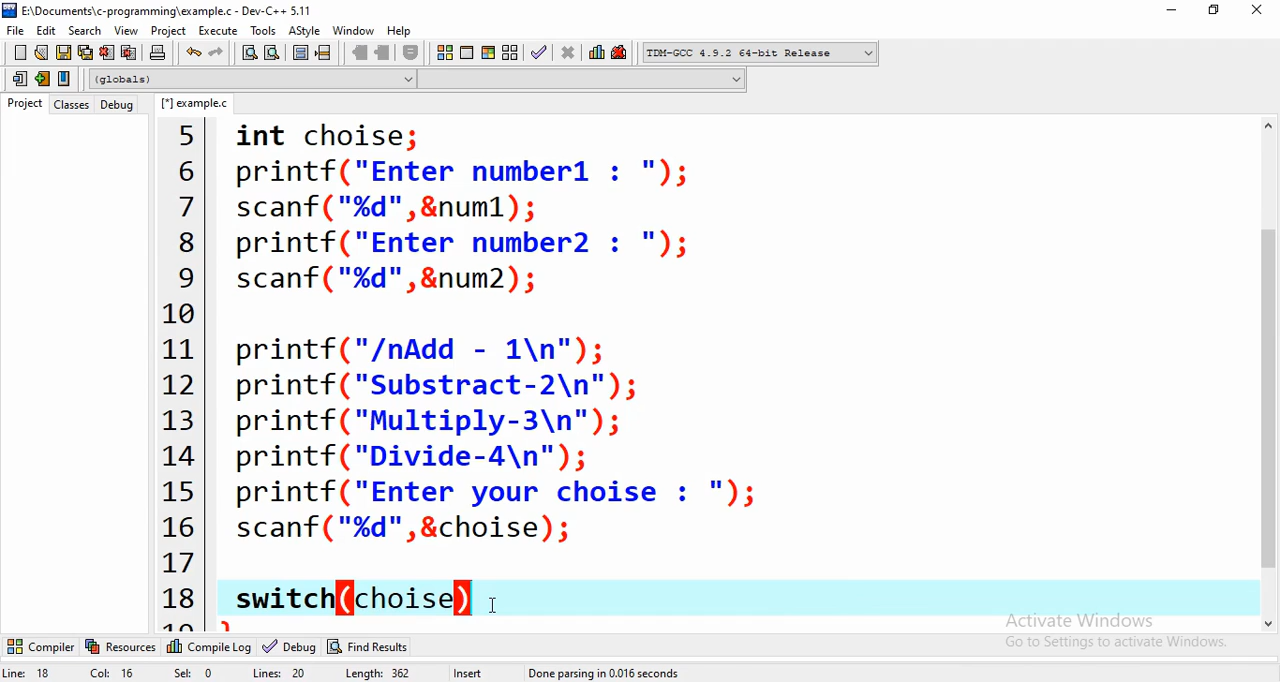 E:\Documents\c-programming\example.c - Dev-C++ 5.11
File Edit Search View Project Execute Tools AStyle Window Help
TDM-GCC 4.9.2 64-bit Release
(globals)
Project Classes Debug [*] example.c
5 int choise;
6 printf("Enter number1 : ");
7 scanf("%d",&num1);
8 printf("Enter number2 : ");
9 scanf("%d",&num2);
10
11 printf("/nAdd - 1\n");
12 printf("Substract-2\n");
13 printf("Multiply-3\n");
14 printf("Divide-4\n");
15 printf("Enter your choise : ");
16 scanf("%d",&choise);
17
18 switch(choise)
19 }
Activate Windows
Go to Settings to activate Windows.
Compiler Resources Compile Log Debug Find Results
Line: 18 Col: 16 Sel: 0 Lines: 20 Length: 362 Insert Done parsing in 0.016 seconds